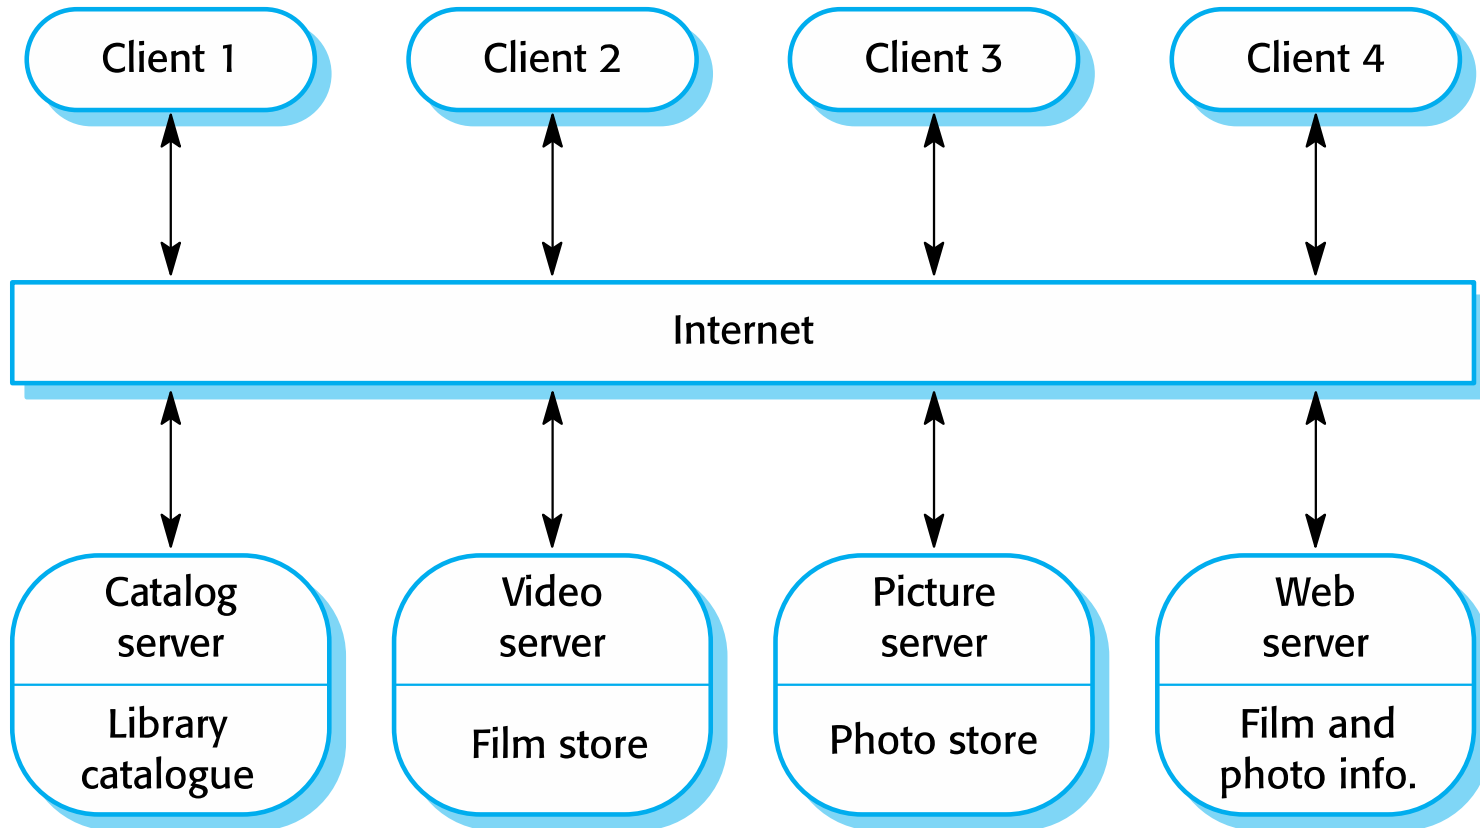 Client 1
Client 2
Client 3
Client 4
Internet
Catalog
server
Library
catalogue
Video
server
Film store
Picture
server
Photo store
Web
server
Film and
photo info.